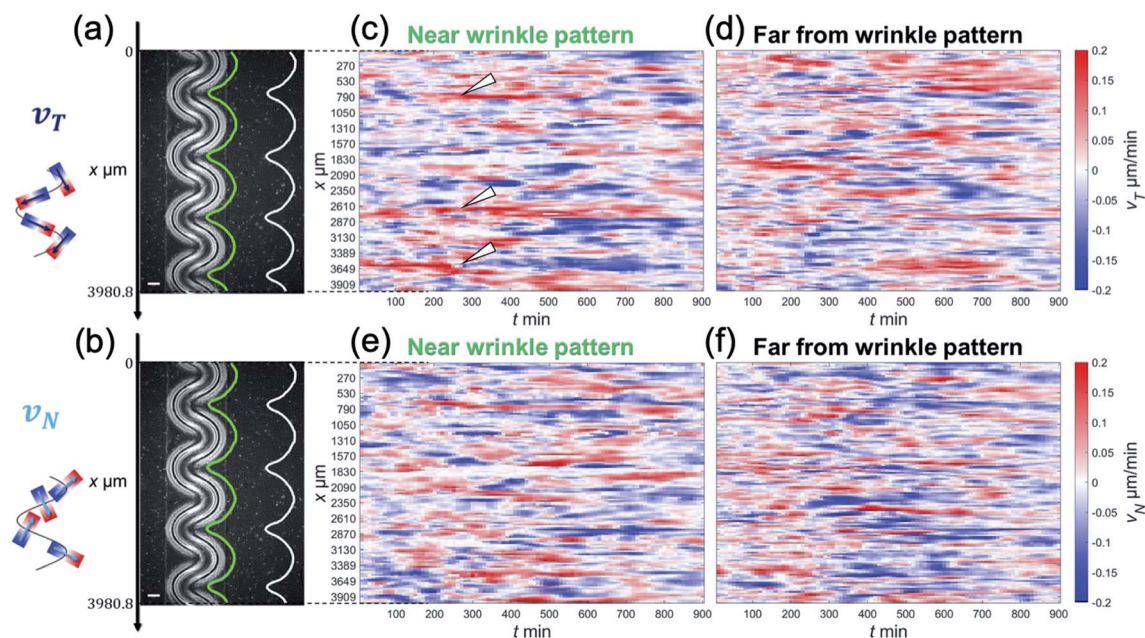 (a)
(c) Near wrinkle pattern
(d) Far from wrinkle pattern
v_T
x μm
0
3980.8
x μm
270
530
790
1050
1310
1570
1830
2090
2350
2610
2870
3130
3389
3649
3909
100 200 300 400 500 600 700 800 900
t min
100 200 300 400 500 600 700 800 900
t min
0.2
0.15
0.1
0.05
0
-0.05
-0.1
-0.15
-0.2
v_T μm/min
(b)
(e) Near wrinkle pattern
(f) Far from wrinkle pattern
v_N
x μm
0
3980.8
x μm
270
530
790
1050
1310
1570
1830
2090
2350
2610
2870
3130
3389
3649
3909
100 200 300 400 500 600 700 800 900
t min
100 200 300 400 500 600 700 800 900
t min
0.2
0.15
0.1
0.05
0
-0.05
-0.1
-0.15
-0.2
v_N μm/min